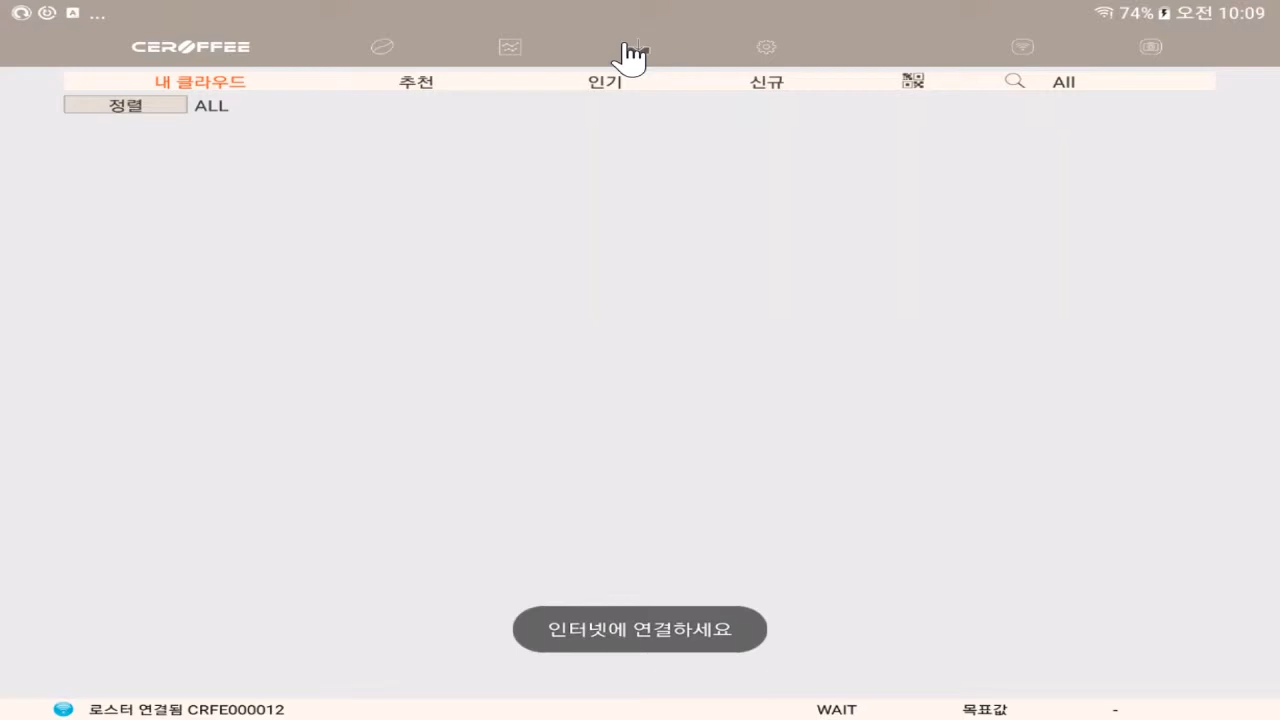 A ... 74% 오전 10:09
CEROFFEE
내 클라우드 추천 인기 신규 All
정렬 ALL
인터넷에 연결하세요
로스터 연결됨 CRFE000012 WAIT 목표값 -